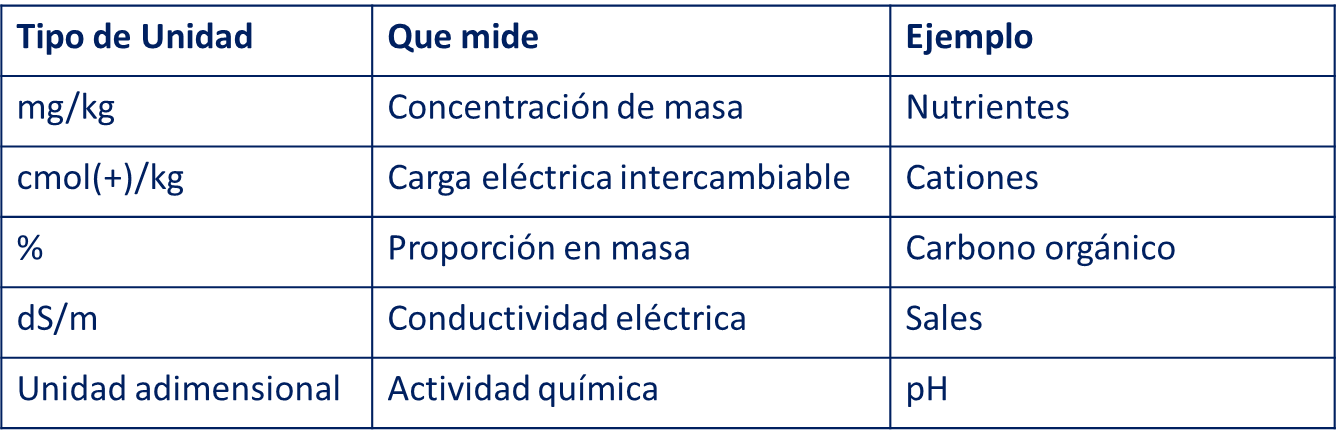 Tipo de Unidad Que mide Ejemplo
mg/kg Concentración de masa Nutrientes
cmol(+)/kg Carga eléctrica intercambiable Cationes
% Proporción en masa Carbono orgánico
dS/m Conductividad eléctrica Sales
Unidad adimensional Actividad química pH